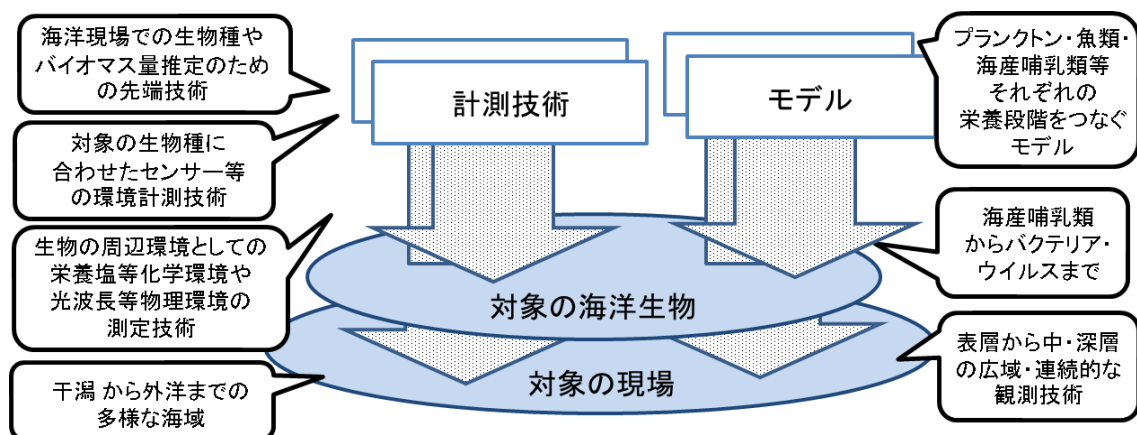 海洋現場での生物種や
バイオマス量推定のため
の先端技術
対象の生物種に
合わせたセンサー等
の環境計測技術
生物の周辺環境としての
栄養塩等化学環境や
光波長等物理環境の
測定技術
干潟から外洋までの
多様な海域
計測技術
モデル
対象の海洋生物
対象の現場
プランクトン・魚類・
海産哺乳類等
それぞれの
栄養段階をつなぐ
モデル
海産哺乳類
からバクテリア・
ウイルスまで
表層から中・深層
の広域・連続的な
観測技術